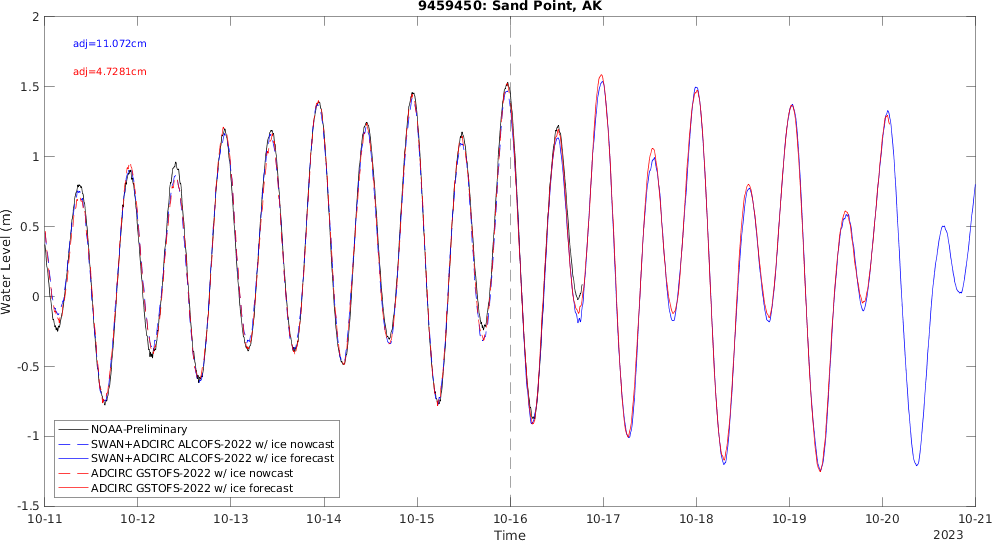 9459450: Sand Point, AK
adj=11.072cm
adj=4.7281cm
Water Level (m)
2
1.5
1
0.5
0
-0.5
-1
-1.5
NOAA-Preliminary
SWAN+ADCIRC ALCOFS-2022 w/ ice nowcast
SWAN+ADCIRC ALCOFS-2022 w/ ice forecast
ADCIRC GSTOFS-2022 w/ ice nowcast
ADCIRC GSTOFS-2022 w/ ice forecast
10-11 10-12 10-13 10-14 10-15 10-16 10-17 10-18 10-19 10-20 10-21
Time
2023